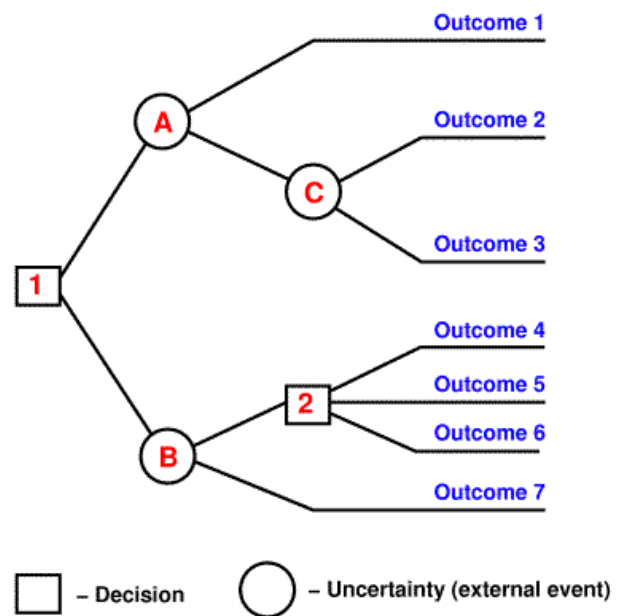 Outcome 1
A
Outcome 2
C
Outcome 3
1
Outcome 4
2
Outcome 5
Outcome 6
B
Outcome 7
– Decision
– Uncertainty (external event)